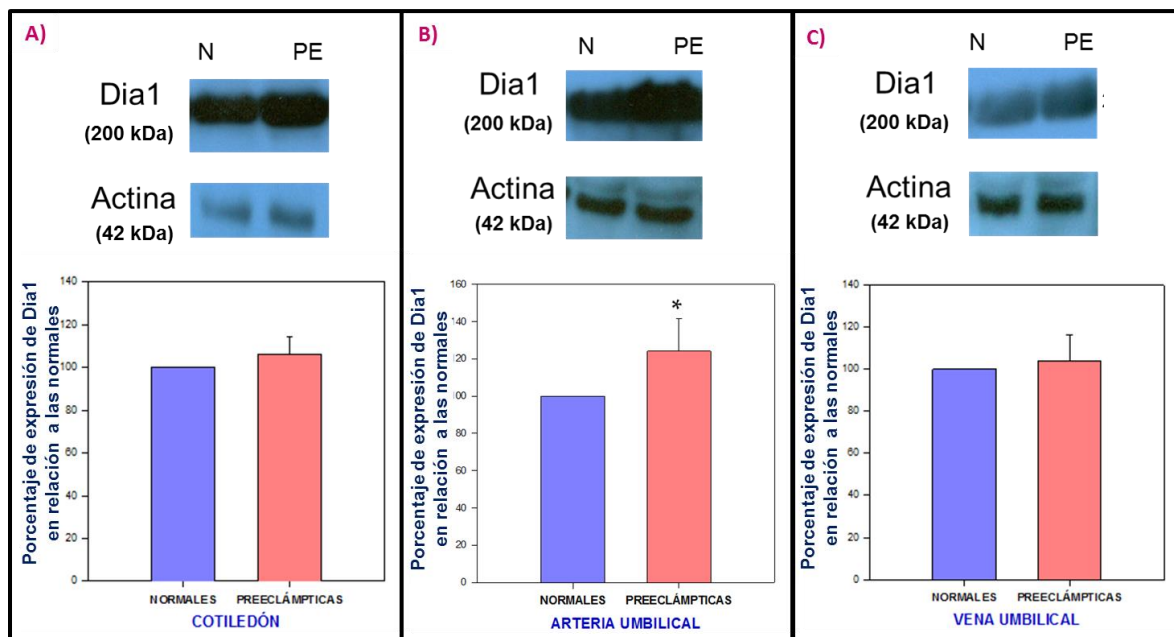 A)
N PE
Dia1
(200 kDa)
Actina
(42 kDa)
Porcentaje de expresión de Dia1
en relación a las normales
140
120
100
80
60
40
20
0
NORMALES PREECLÁMPTICAS
COTILEDÓN
B)
N PE
Dia1
(200 kDa)
Actina
(42 kDa)
Porcentaje de expresión de Dia1
en relación a las normales
160
140
120
100
80
60
40
20
0
*
NORMALES PREECLÁMPTICAS
ARTERIA UMBILICAL
C)
N PE
Dia1
(200 kDa)
Actina
(42 kDa)
Porcentaje de expresión de Dia1
en relación a las normales
140
120
100
80
60
40
20
0
NORMALES PREECLÁMPTICAS
VENA UMBILICAL